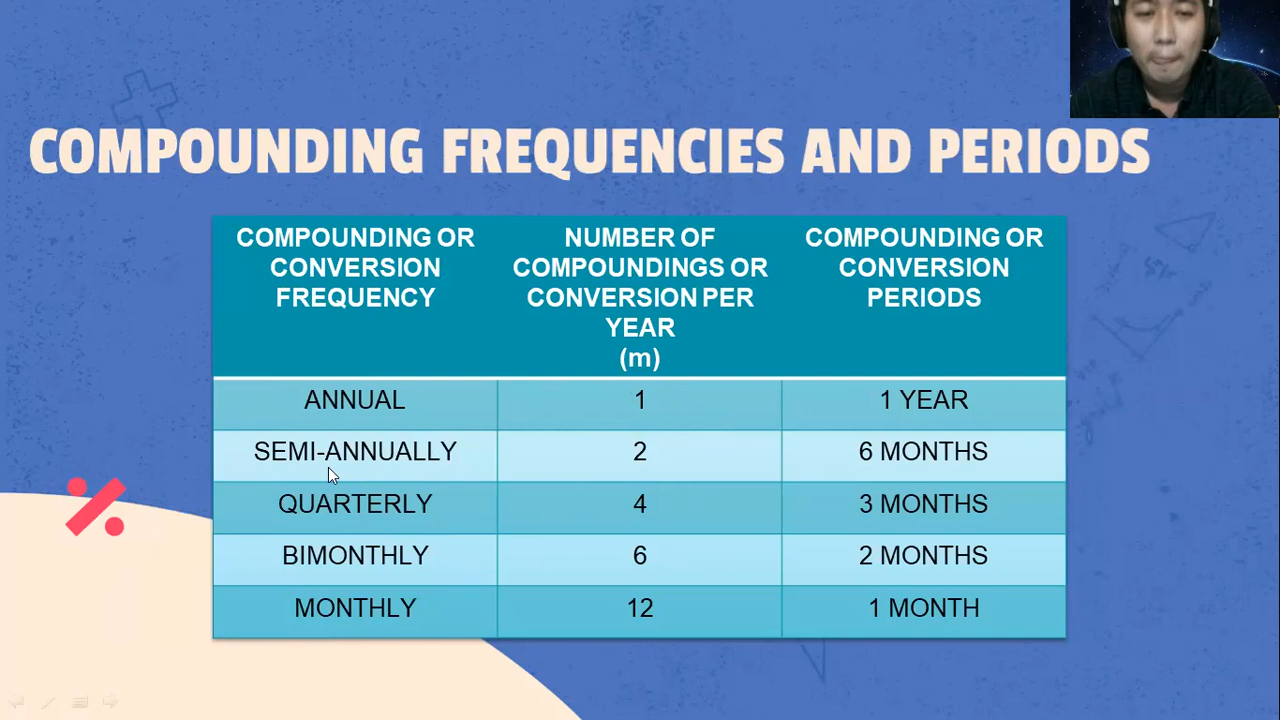 COMPOUNDING FREQUENCIES AND PERIODS
COMPOUNDING OR
CONVERSION
FREQUENCY
NUMBER OF
COMPOUNDINGS OR
CONVERSION PER
YEAR
(m)
COMPOUNDING OR
CONVERSION
PERIODS
ANNUAL 1 1 YEAR
SEMI-ANNUALLY 2 6 MONTHS
QUARTERLY 4 3 MONTHS
BIMONTHLY 6 2 MONTHS
MONTHLY 12 1 MONTH